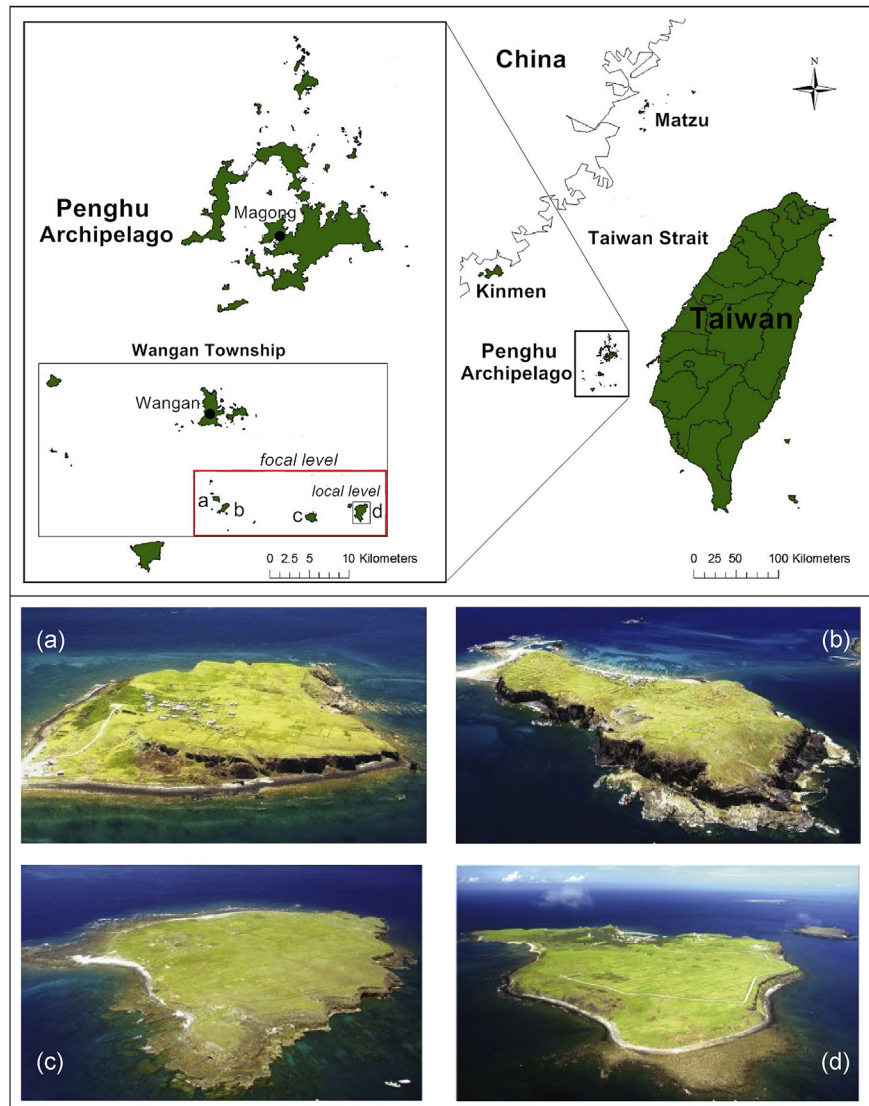 China
N
Matzu
Penghu
Archipelago
Magong
Taiwan Strait
Kinmen
Taiwan
Penghu
Archipelago
Wangan Township
Wangan
focal level
local level
a
b
c
d
0 2.5 5 10 Kilometers
0 25 50 100 Kilometers
(a)
(b)
(c)
(d)